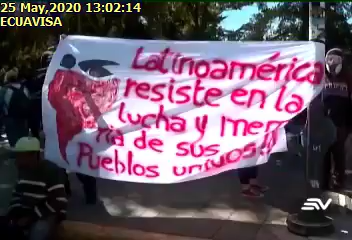 25 May,2020 13:02:14
ECUAVISA
Latinoamérica
resiste en la
lucha y mem
ria de sus
Pueblos unidos!!